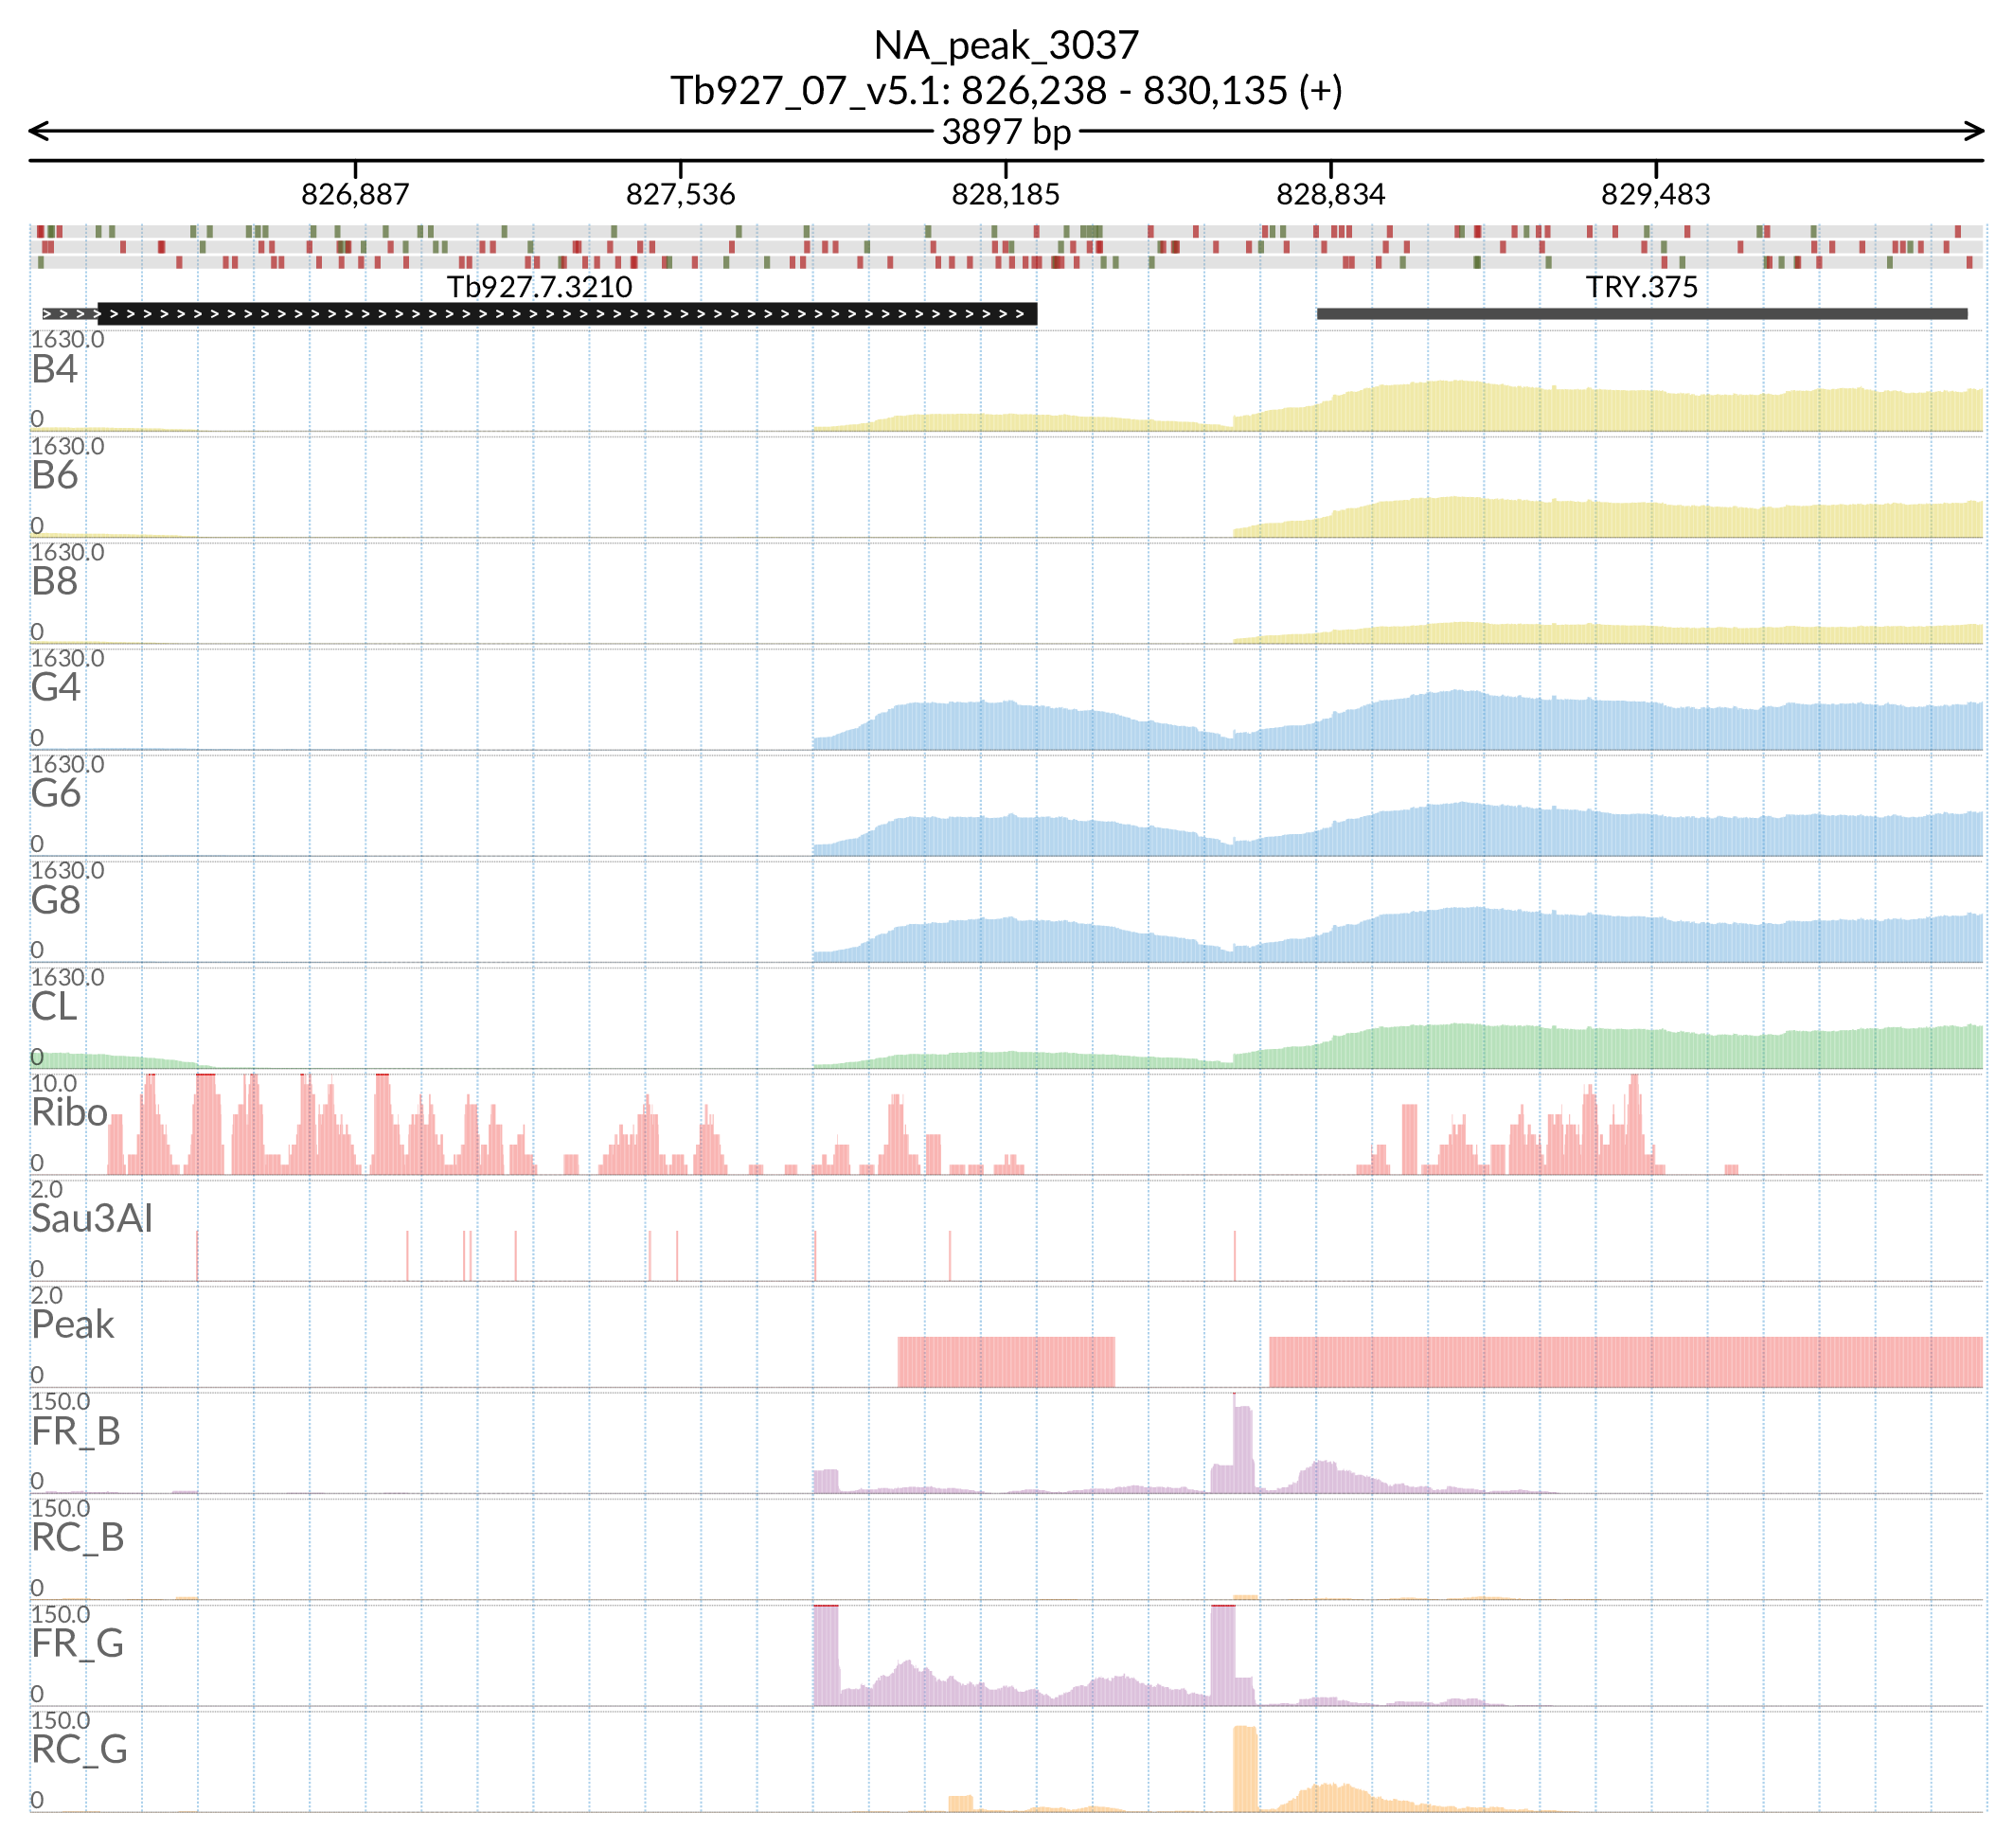 NA_peak_3037
Tb927_07_v5.1: 826,238 - 830,135 (+)
3897 bp
826,887 827,536 828,185 828,834 829,483
Tb927.7.3210 TRY.375
1630.0
B4
0
1630.0
B6
0
1630.0
B8
0
1630.0
G4
0
1630.0
G6
0
1630.0
G8
0
1630.0
CL
0
10.0
Ribo
0
2.0
Sau3AI
0
2.0
Peak
0
150.0
FR_B
0
150.0
RC_B
0
150.0
FR_G
0
150.0
RC_G
0